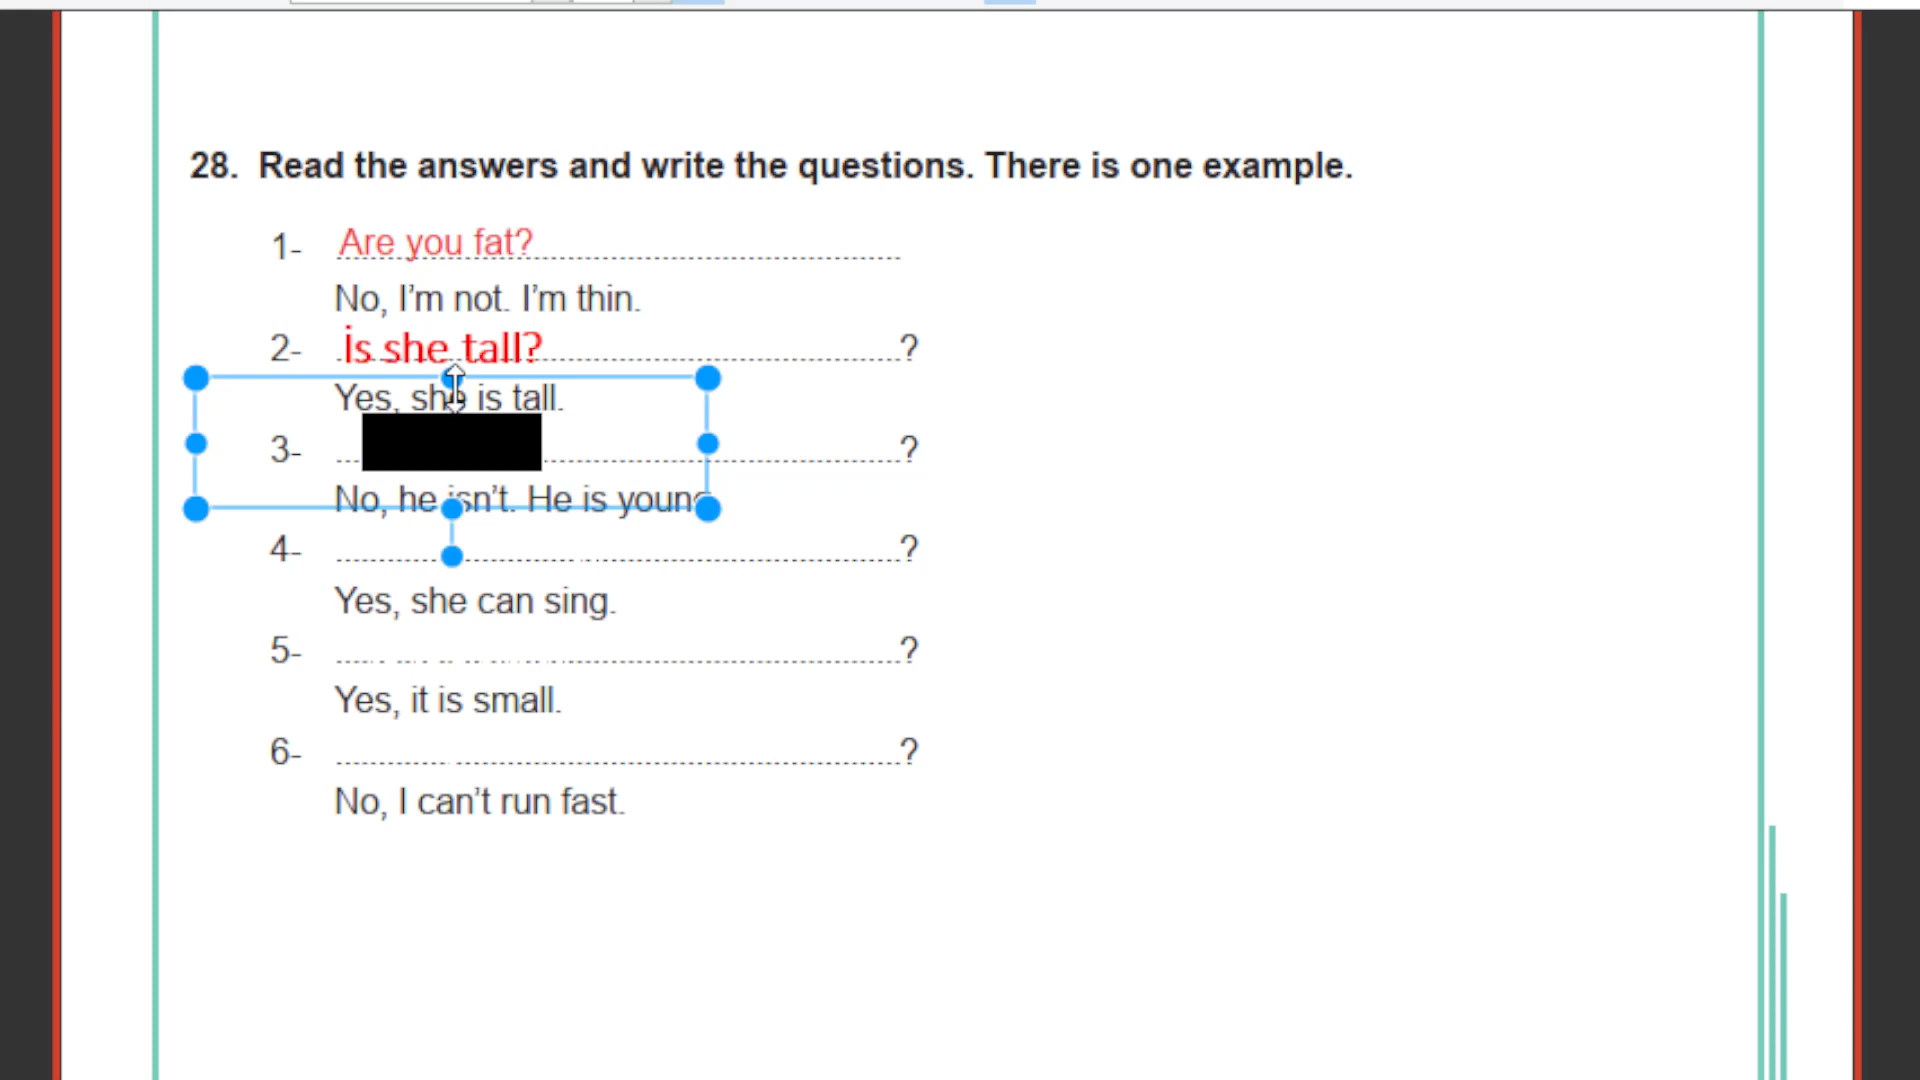 28. Read the answers and write the questions. There is one example.
1- Are you fat?
No, I'm not. I'm thin.
2- İs she tall? ?
Yes, she is tall.
3- ?
No, he isn't. He is young
4- ?
Yes, she can sing.
5- ?
Yes, it is small.
6- ?
No, I can't run fast.